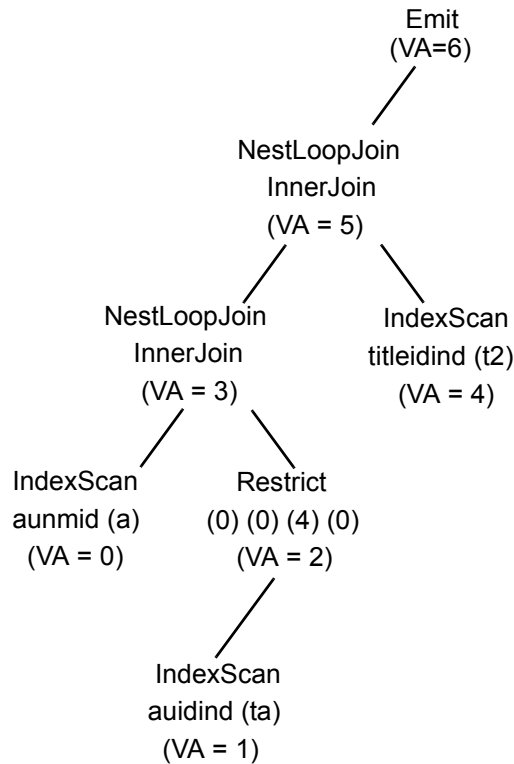 Emit
(VA=6)
NestLoopJoin
InnerJoin
(VA = 5)
NestLoopJoin
InnerJoin
(VA = 3)
IndexScan
titleidind (t2)
(VA = 4)
IndexScan
aunmid (a)
(VA = 0)
Restrict
(0) (0) (4) (0)
(VA = 2)
IndexScan
auidind (ta)
(VA = 1)